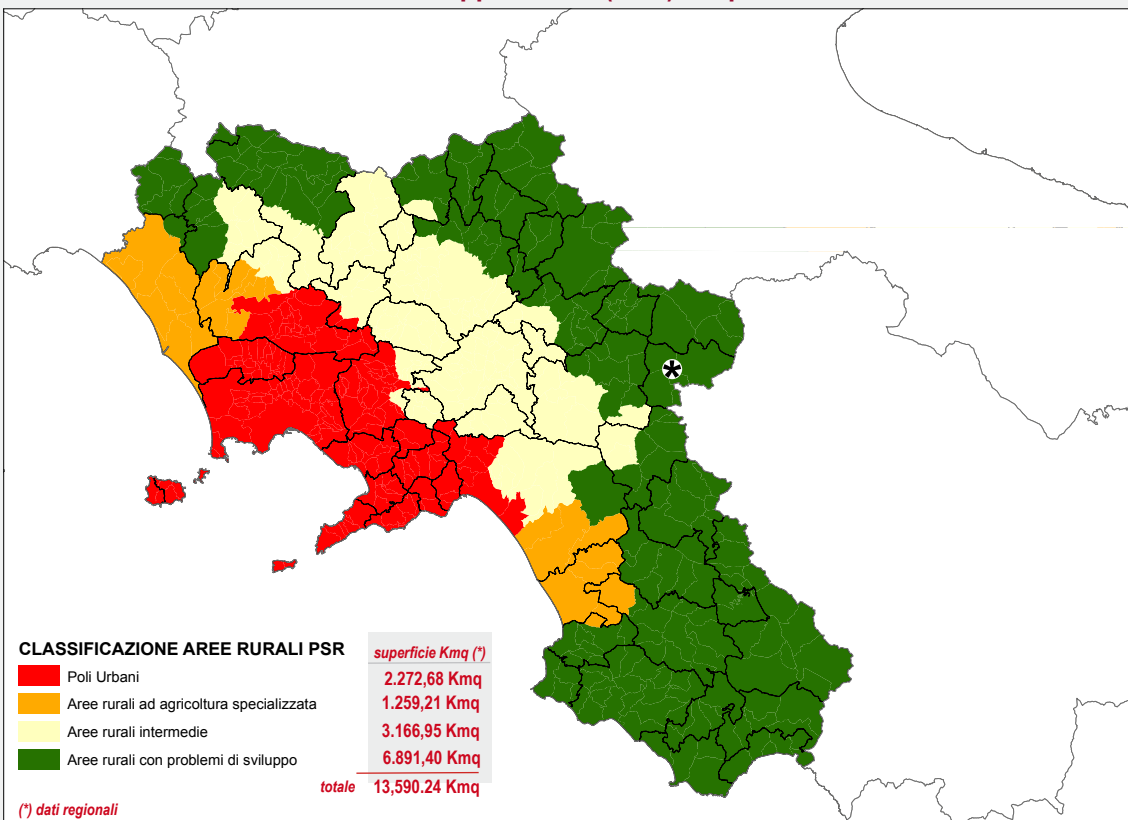 CLASSIFICAZIONE AREE RURALI PSR
superficie Kmq (*)
Poli Urbani
2.272,68 Kmq
Aree rurali ad agricoltura specializzata
1.259,21 Kmq
Aree rurali intermedie
3.166,95 Kmq
Aree rurali con problemi di sviluppo
6.891,40 Kmq
totale 13,590.24 Kmq
(*) dati regionali
*